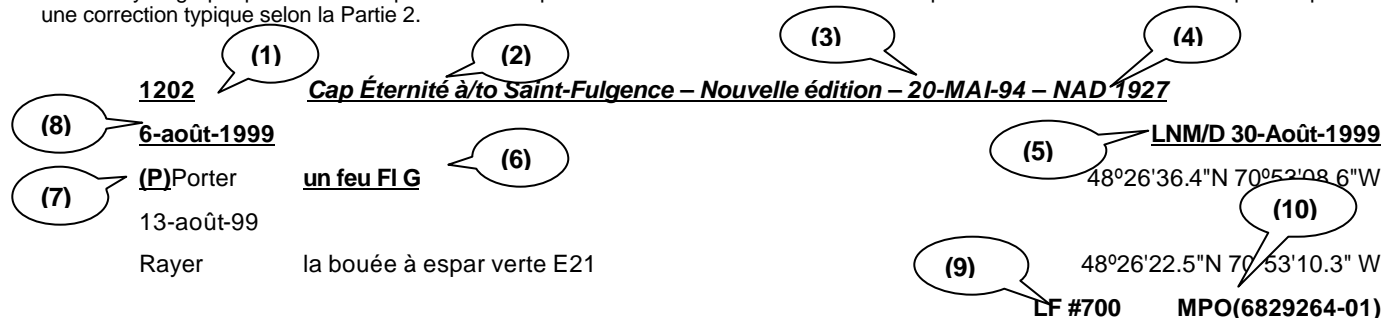 une correction typique selon la Partie 2.
(1) (2) (3) (4)
1202 Cap Éternité à/to Saint-Fulgence – Nouvelle édition – 20-MAI-94 – NAD 1927
(8) 6-août-1999 (5) LNM/D 30-Août-1999
(7) (P)Porter un feu Fl G (6) 48º26'36.4"N 70º52'08.6"W
13-août-99 (10)
Rayer la bouée à espar verte E21 (9) 48º26'22.5"N 70º53'10.3" W
LF #700 MPO(6829264-01)